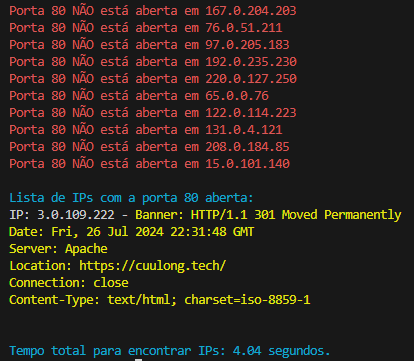 Porta 80 NÃO está aberta em 167.0.204.203
Porta 80 NÃO está aberta em 76.0.51.211
Porta 80 NÃO está aberta em 97.0.205.183
Porta 80 NÃO está aberta em 192.0.235.230
Porta 80 NÃO está aberta em 220.0.127.250
Porta 80 NÃO está aberta em 65.0.0.76
Porta 80 NÃO está aberta em 122.0.114.223
Porta 80 NÃO está aberta em 131.0.4.121
Porta 80 NÃO está aberta em 208.0.184.85
Porta 80 NÃO está aberta em 15.0.101.140
Lista de IPs com a porta 80 aberta:
IP: 3.0.109.222 - Banner: HTTP/1.1 301 Moved Permanently
Date: Fri, 26 Jul 2024 22:31:48 GMT
Server: Apache
Location: https://cuulong.tech/
Connection: close
Content-Type: text/html; charset=iso-8859-1
Tempo total para encontrar IPs: 4.04 segundos.